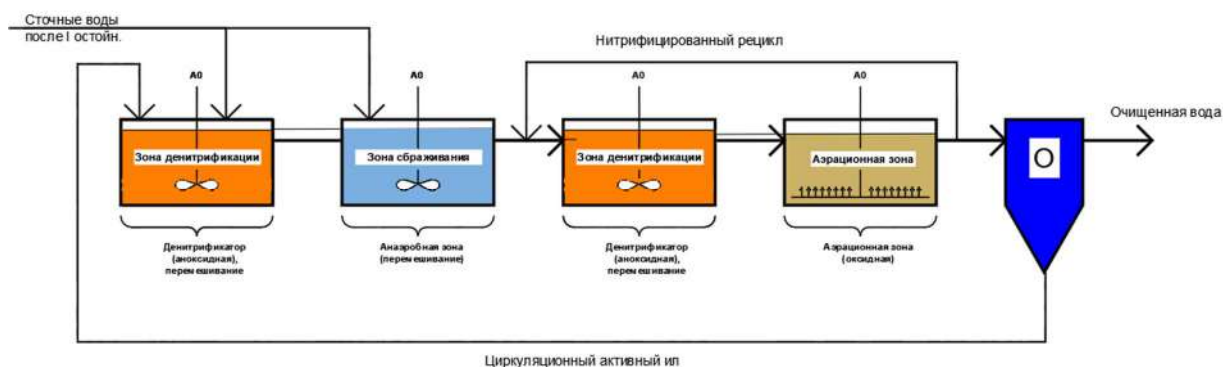 Сточные воды
после I остойн.
Нитрифицированный рецикл
А0
А0
А0
А0
Очищенная вода
Зона денитрификации
Зона сбраживания
Зона денитрификации
Аэрационная зона
О
Денитрификатор
(аноксидная),
перемешивание
Анаэробная зона
(перемешивание)
Денитрификатор
(аноксидная),
перемешивание
Аэрационная зона
(оксидная)
Циркуляционный активный ил